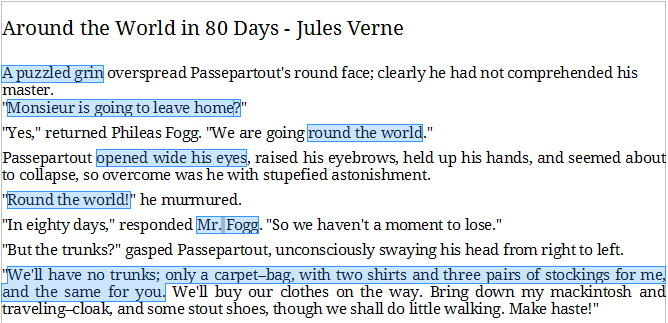 Around the World in 80 Days - Jules Verne
A puzzled grin overspread Passepartout's round face; clearly he had not comprehended his
master.
"Monsieur is going to leave home?"
"Yes," returned Phileas Fogg. "We are going round the world."
Passepartout opened wide his eyes, raised his eyebrows, held up his hands, and seemed about
to collapse, so overcome was he with stupefied astonishment.
"Round the world!" he murmured.
"In eighty days," responded Mr. Fogg. "So we haven't a moment to lose."
"But the trunks?" gasped Passepartout, unconsciously swaying his head from right to left.
"We'll have no trunks; only a carpet–bag, with two shirts and three pairs of stockings for me,
and the same for you. We'll buy our clothes on the way. Bring down my mackintosh and
traveling–cloak, and some stout shoes, though we shall do little walking. Make haste!"